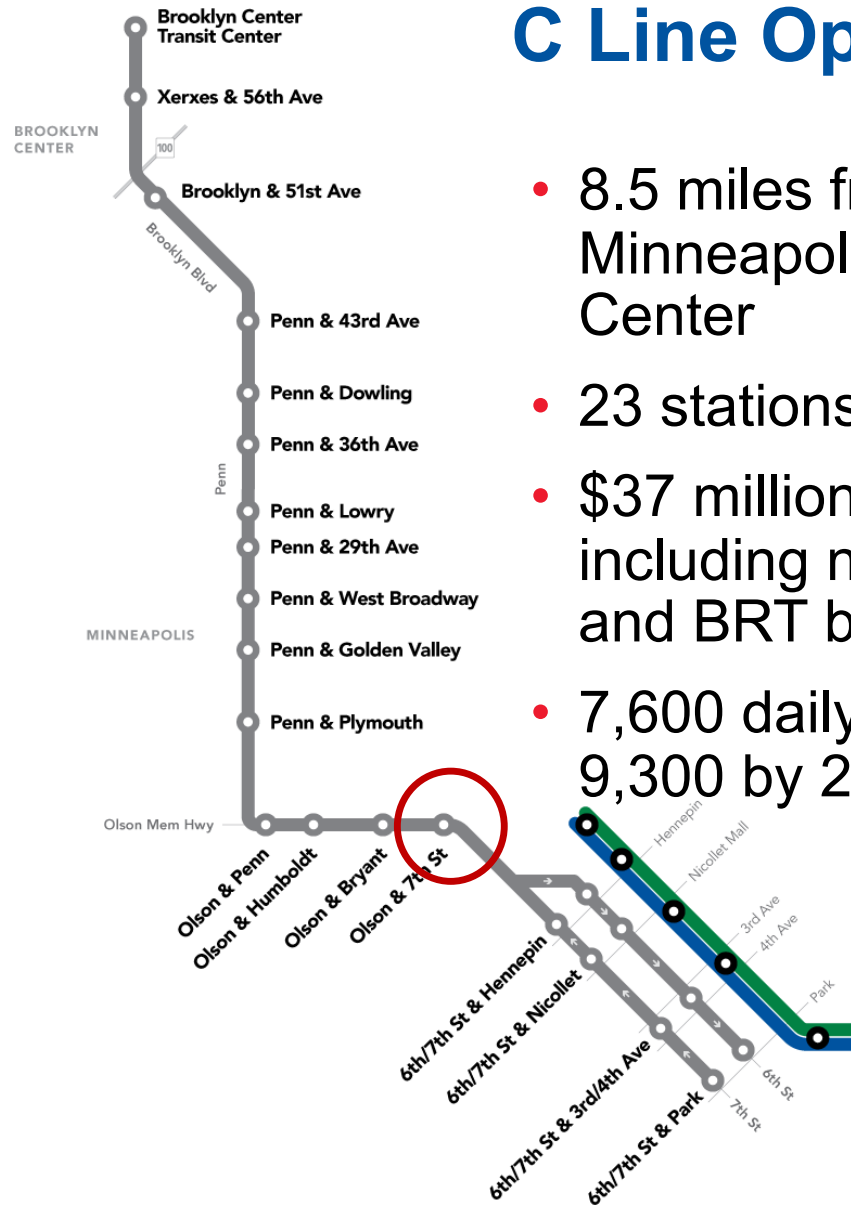 C Line Op
• 8.5 miles f
Minneapol
Center
• 23 stations
• $37 million
including n
and BRT b
• 7,600 daily
9,300 by 2
Brooklyn Center
Transit Center
Xerxes & 56th Ave
BROOKLYN
CENTER
100
Brooklyn & 51st Ave
Brooklyn Blvd
Penn & 43rd Ave
Penn & Dowling
Penn & 36th Ave
Penn
Penn & Lowry
Penn & 29th Ave
Penn & West Broadway
MINNEAPOLIS
Penn & Golden Valley
Penn & Plymouth
Olson Mem Hwy
Olson & Penn
Olson & Humboldt
Olson & Bryant
Olson & 7th St
6th/7th St & Hennepin
6th/7th St & Nicollet
6th/7th St & 3rd/4th Ave
6th/7th St & Park
Hennepin
Nicollet Mall
3rd Ave
4th Ave
Park
6th St
7th St